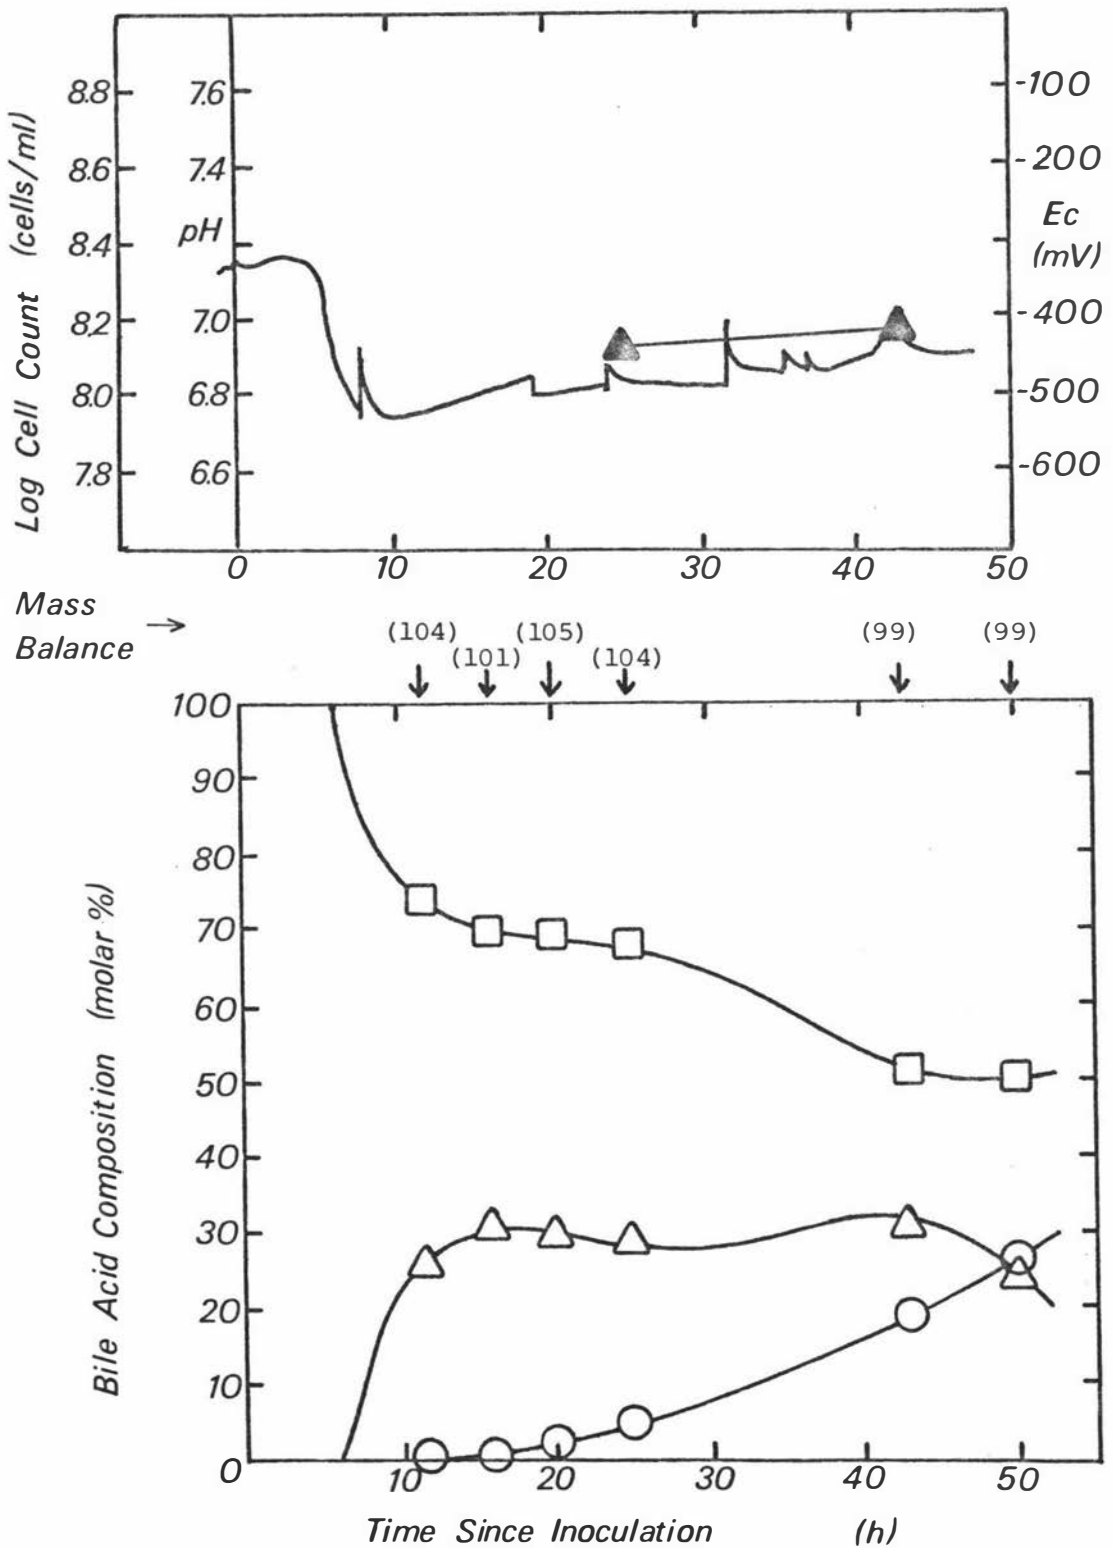 8.8 7.6 -100
8.6 7.4 -200
Log Cell Count (cells/ml)
pH
Ec
(mV)
8.4
8.2 7.0 -400
8.0 6.8 -500
7.8 6.6 -600
0 10 20 30 40 50
Mass
Balance →
(104) (105) (99) (99)
(101) (104)
100
90
80
70
60
50
40
30
20
10
0
Bile Acid Composition (molar %)
10 20 30 40 50
Time Since Inoculation (h)